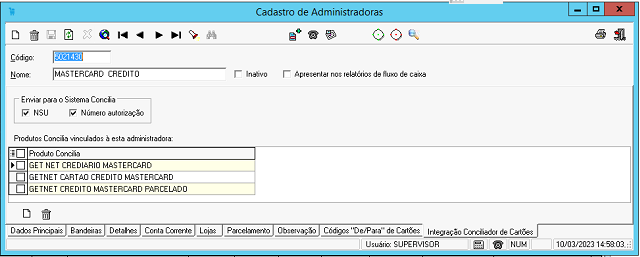 Cadastro de Administradoras
Código: 5021430
Nome: MASTERCARD CREDITO Inativo Apresentar nos relatórios de fluxo de caixa
Enviar para o Sistema Concilia
NSU Número autorização
Produtos Concilia vinculados à esta administradora:
Produto Concilia
GET NET CREDIARIO MASTERCARD
GETNET CARTAO CREDITO MASTERCARD
GETNET CREDITO MASTERCARD PARCELADO
Dados Principais Bandeiras Detalhes Conta Corrente Lojas Parcelamento Observação Códigos "De/Para" de Cartões Integração Conciliador de Cartões
Usuário: SUPERVISOR NUM 10/03/2023 14:58:03